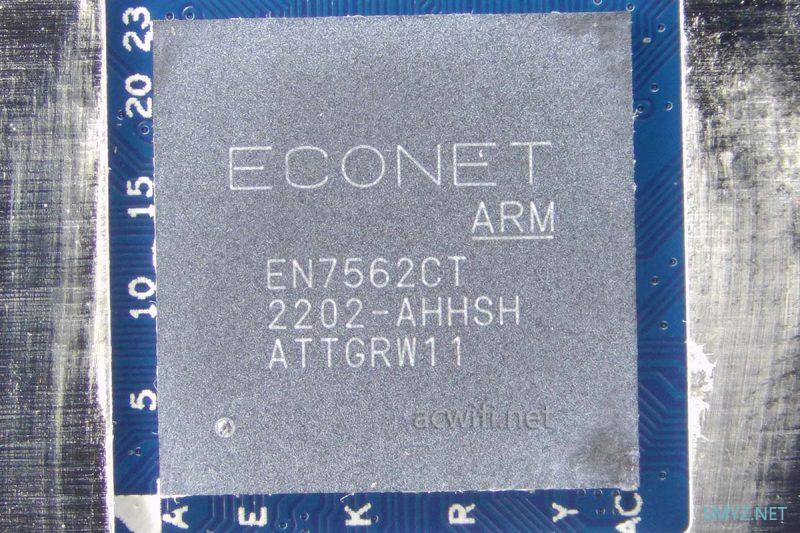 23
20
15
10
5
ECONET
ARM
EN7562CT
2202-AHHSH
ATTGRW11
acwifi.net
A E K R Y AC
SMYZ.NET